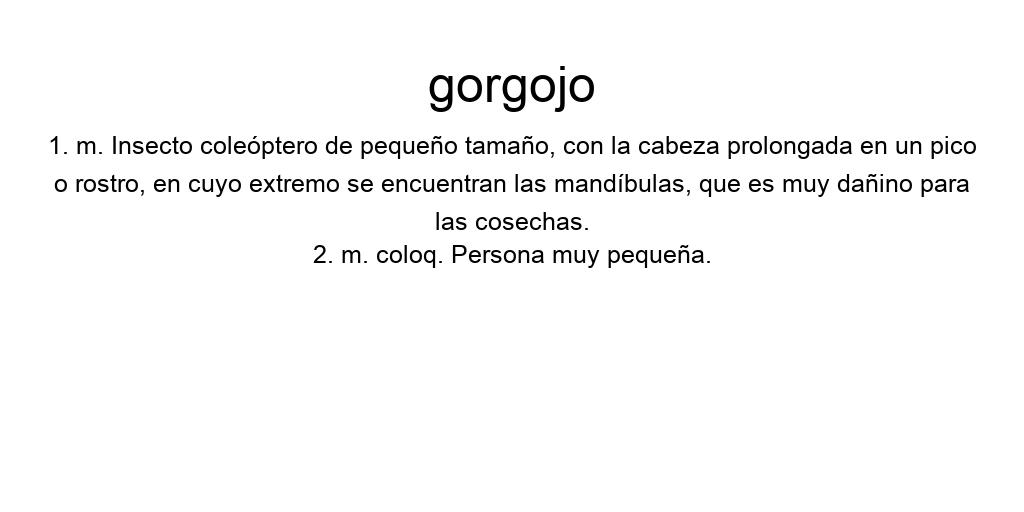 gorgojo
1. m. Insecto coleóptero de pequeño tamaño, con la cabeza prolongada en un pico
o rostro, en cuyo extremo se encuentran las mandíbulas, que es muy dañino para
las cosechas.
2. m. coloq. Persona muy pequeña.